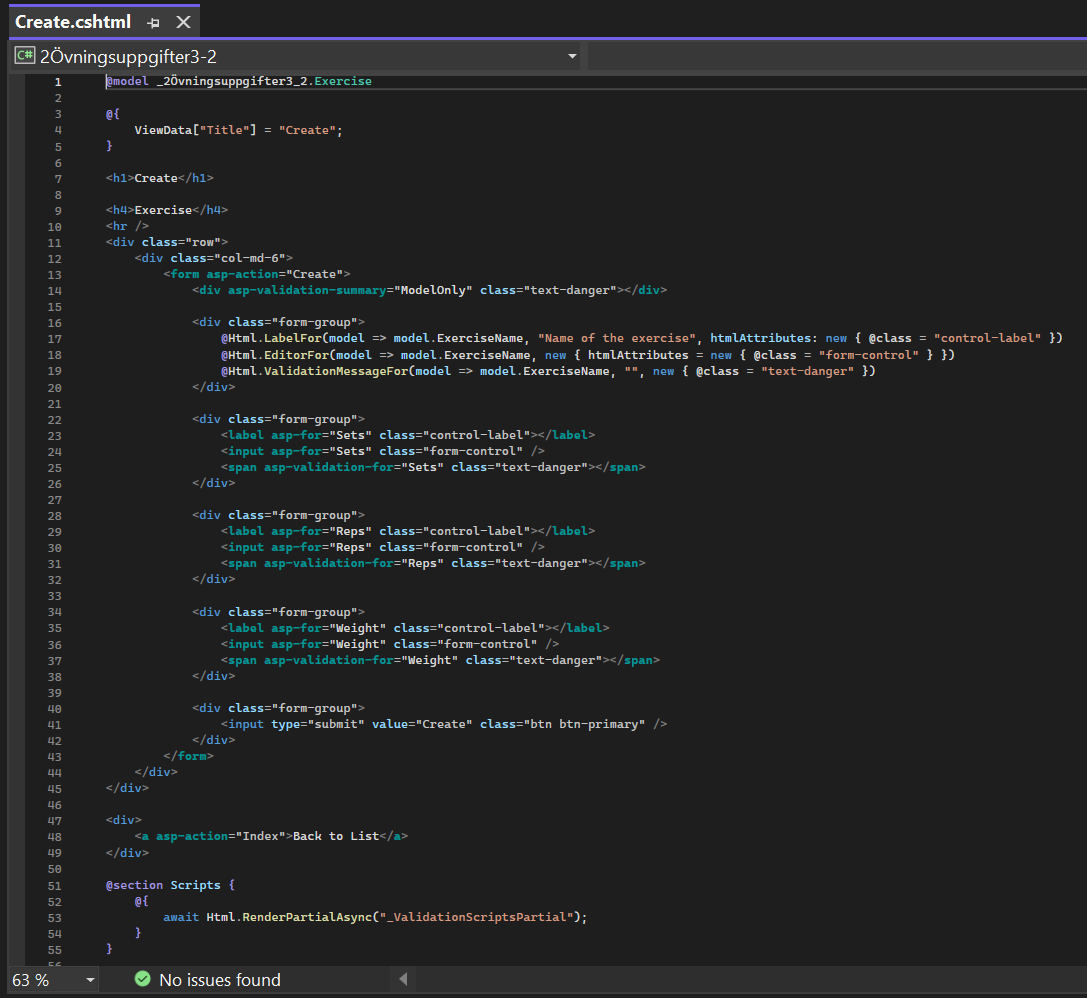 Create.cshtml
C# 2Övningsuppgifter3-2
1 @model _2Övningsuppgifter3_2.Exercise
2
3 @{
4 ViewData["Title"] = "Create";
5 }
6
7 <h1>Create</h1>
8
9 <h4>Exercise</h4>
10 <hr />
11 <div class="row">
12 <div class="col-md-6">
13 <form asp-action="Create">
14 <div asp-validation-summary="ModelOnly" class="text-danger"></div>
15
16 <div class="form-group">
17 @Html.LabelFor(model => model.ExerciseName, "Name of the exercise", htmlAttributes: new { @class = "control-label" })
18 @Html.EditorFor(model => model.ExerciseName, new { htmlAttributes = new { @class = "form-control" } })
19 @Html.ValidationMessageFor(model => model.ExerciseName, "", new { @class = "text-danger" })
20 </div>
21
22 <div class="form-group">
23 <label asp-for="Sets" class="control-label"></label>
24 <input asp-for="Sets" class="form-control" />
25 <span asp-validation-for="Sets" class="text-danger"></span>
26 </div>
27
28 <div class="form-group">
29 <label asp-for="Reps" class="control-label"></label>
30 <input asp-for="Reps" class="form-control" />
31 <span asp-validation-for="Reps" class="text-danger"></span>
32 </div>
33
34 <div class="form-group">
35 <label asp-for="Weight" class="control-label"></label>
36 <input asp-for="Weight" class="form-control" />
37 <span asp-validation-for="Weight" class="text-danger"></span>
38 </div>
39
40 <div class="form-group">
41 <input type="submit" value="Create" class="btn btn-primary" />
42 </div>
43 </form>
44 </div>
45 </div>
46
47 <div>
48 <a asp-action="Index">Back to List</a>
49 </div>
50
51 @section Scripts {
52 @{
53 await Html.RenderPartialAsync("_ValidationScriptsPartial");
54 }
55 }
56
63 % No issues found